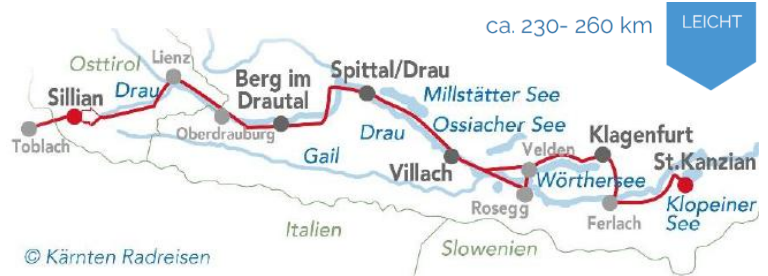 ca. 230- 260 km
LEICHT
Lienz
Osttirol
Sillian
Drau
Toblach
Oberdrauburg
Berg im
Drautal
Spittal/Drau
Millstätter See
Drau
Ossiacher See
Gail
Villach
Velden
Klagenfurt
Wörthersee
St.Kanzian
Rosegg
Ferlach
Klopeiner
See
Italien
Slowenien
© Kärnten Radreisen